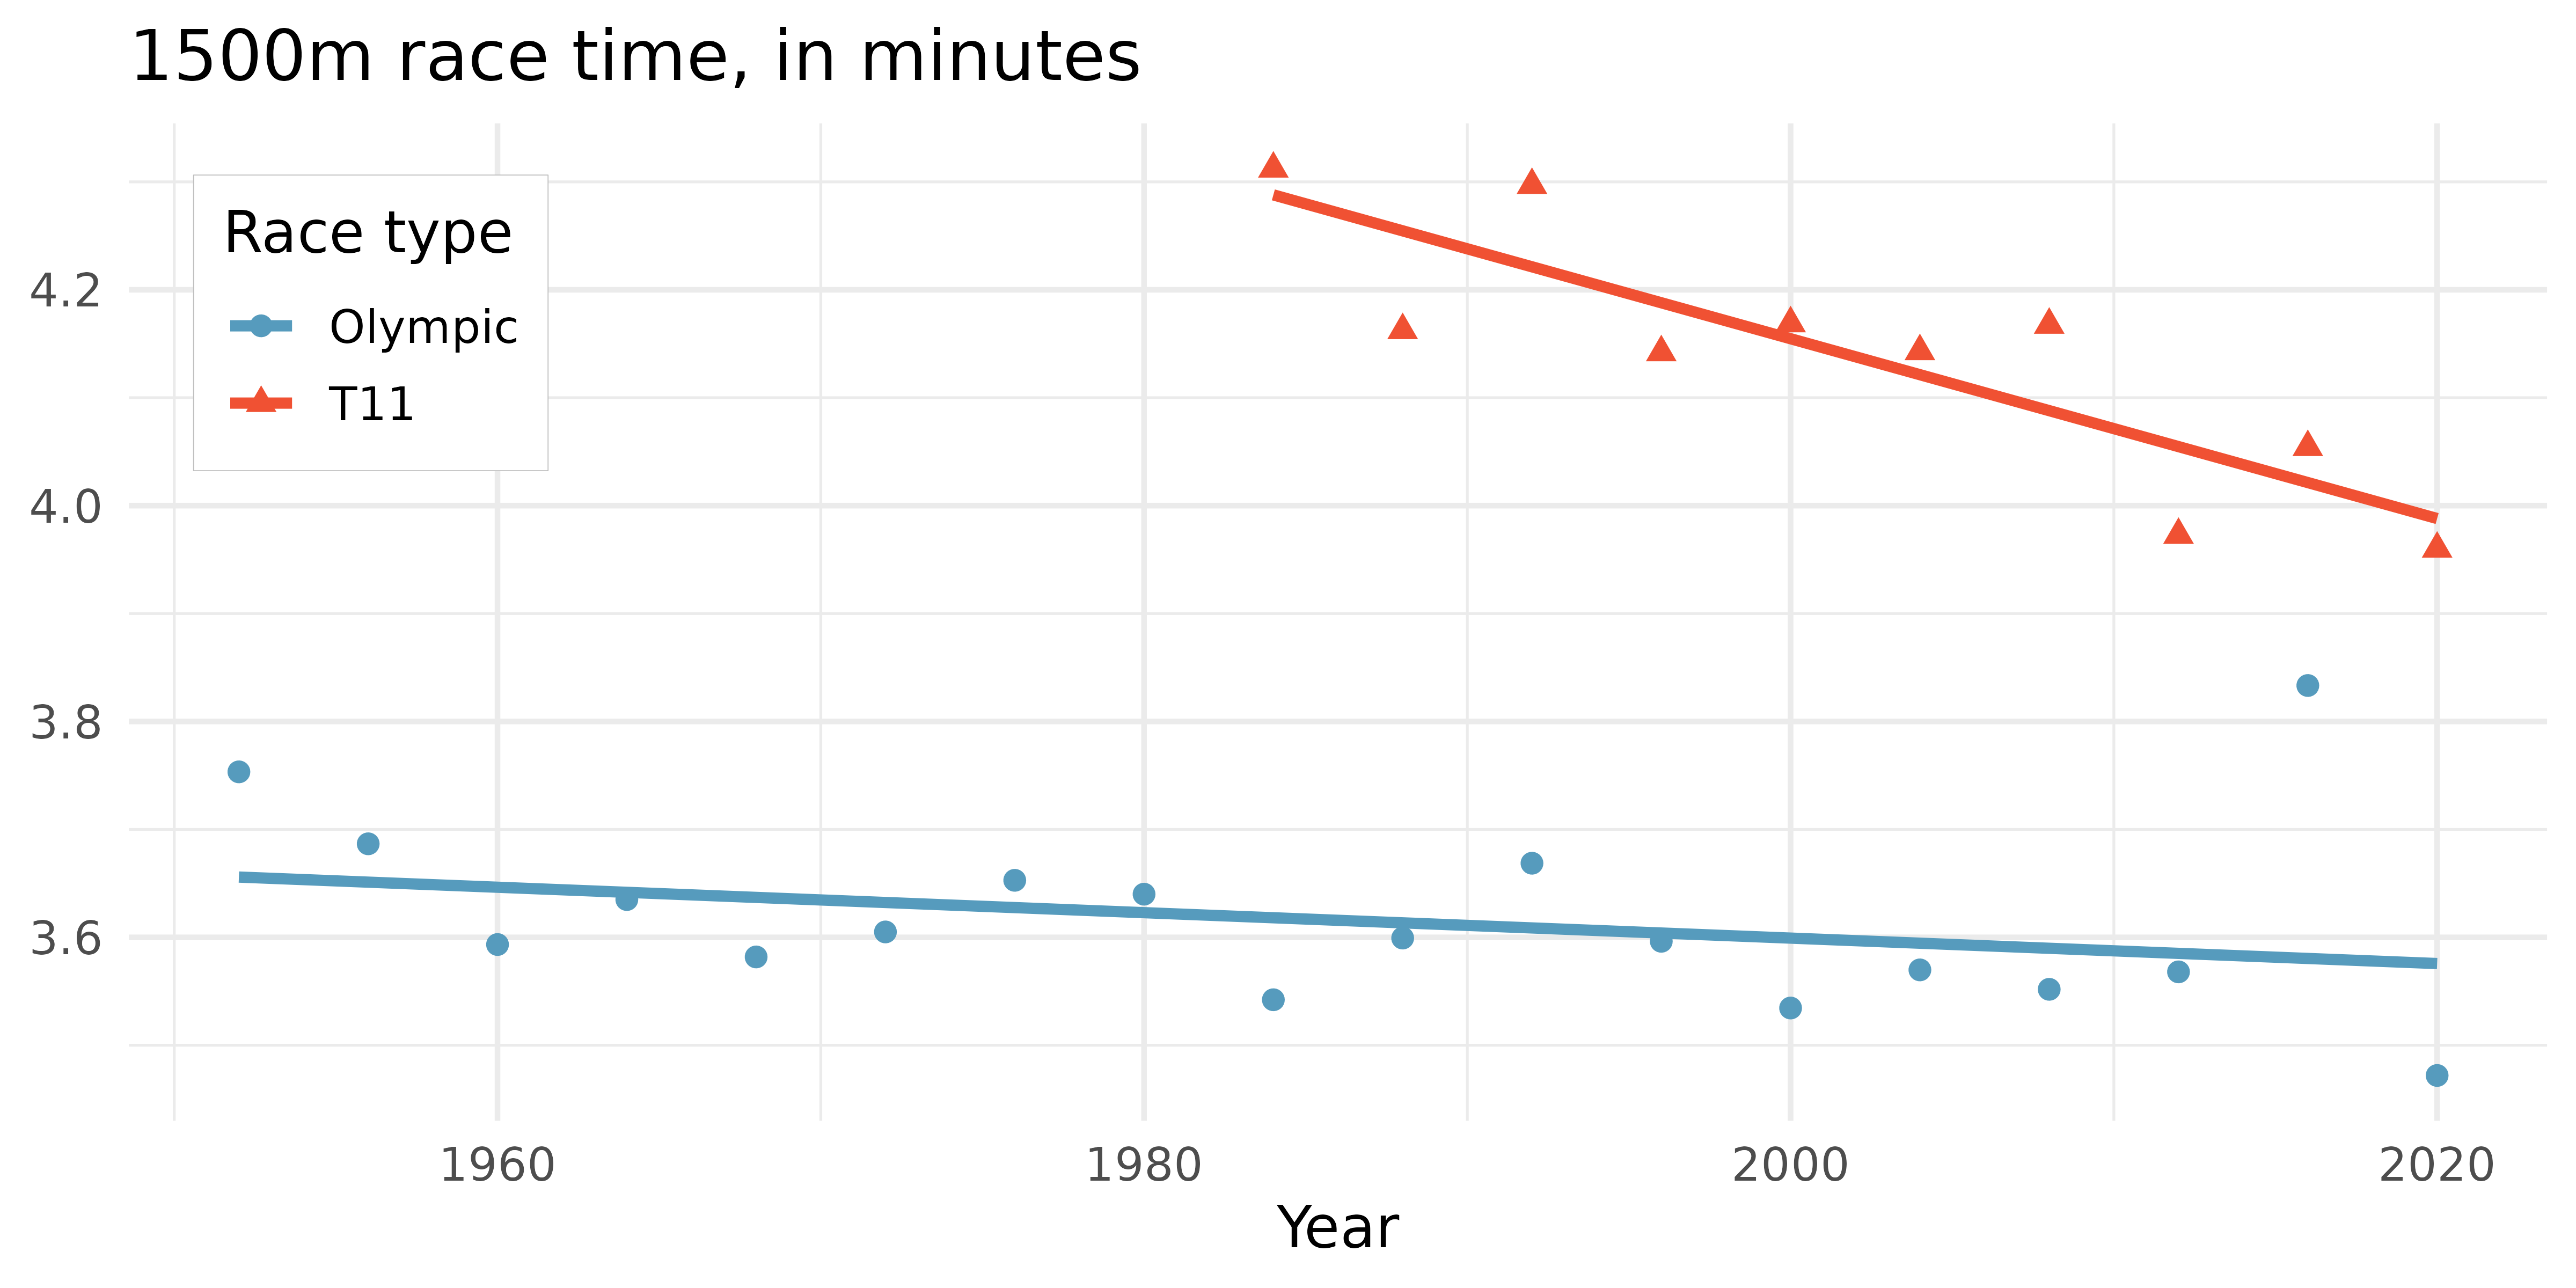 1500m race time, in minutes
Race type
Olympic
T11
4.2
4.0
3.8
3.6
1960 1980 2000 2020
Year